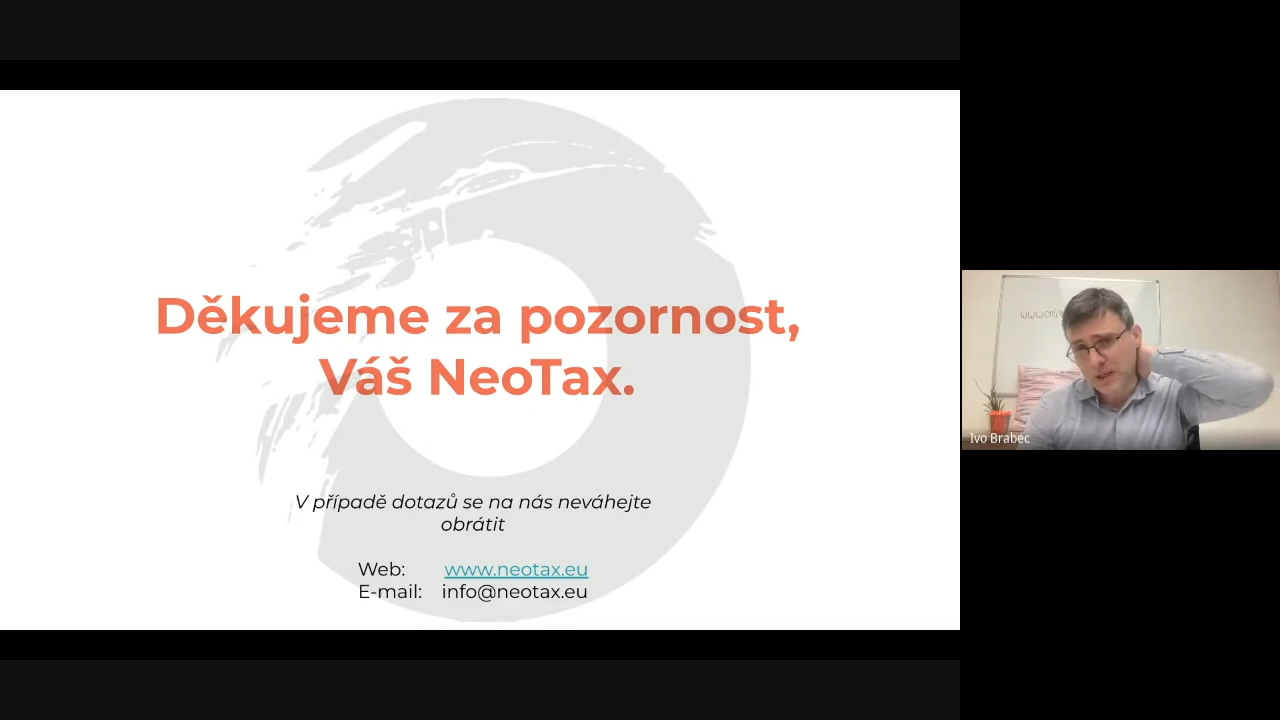 Děkujeme za pozornost,
Váš NeoTax.
V případě dotazů se na nás neváhejte
obrátit
Web: www.neotax.eu
E-mail: info@neotax.eu
Ivo Brabec